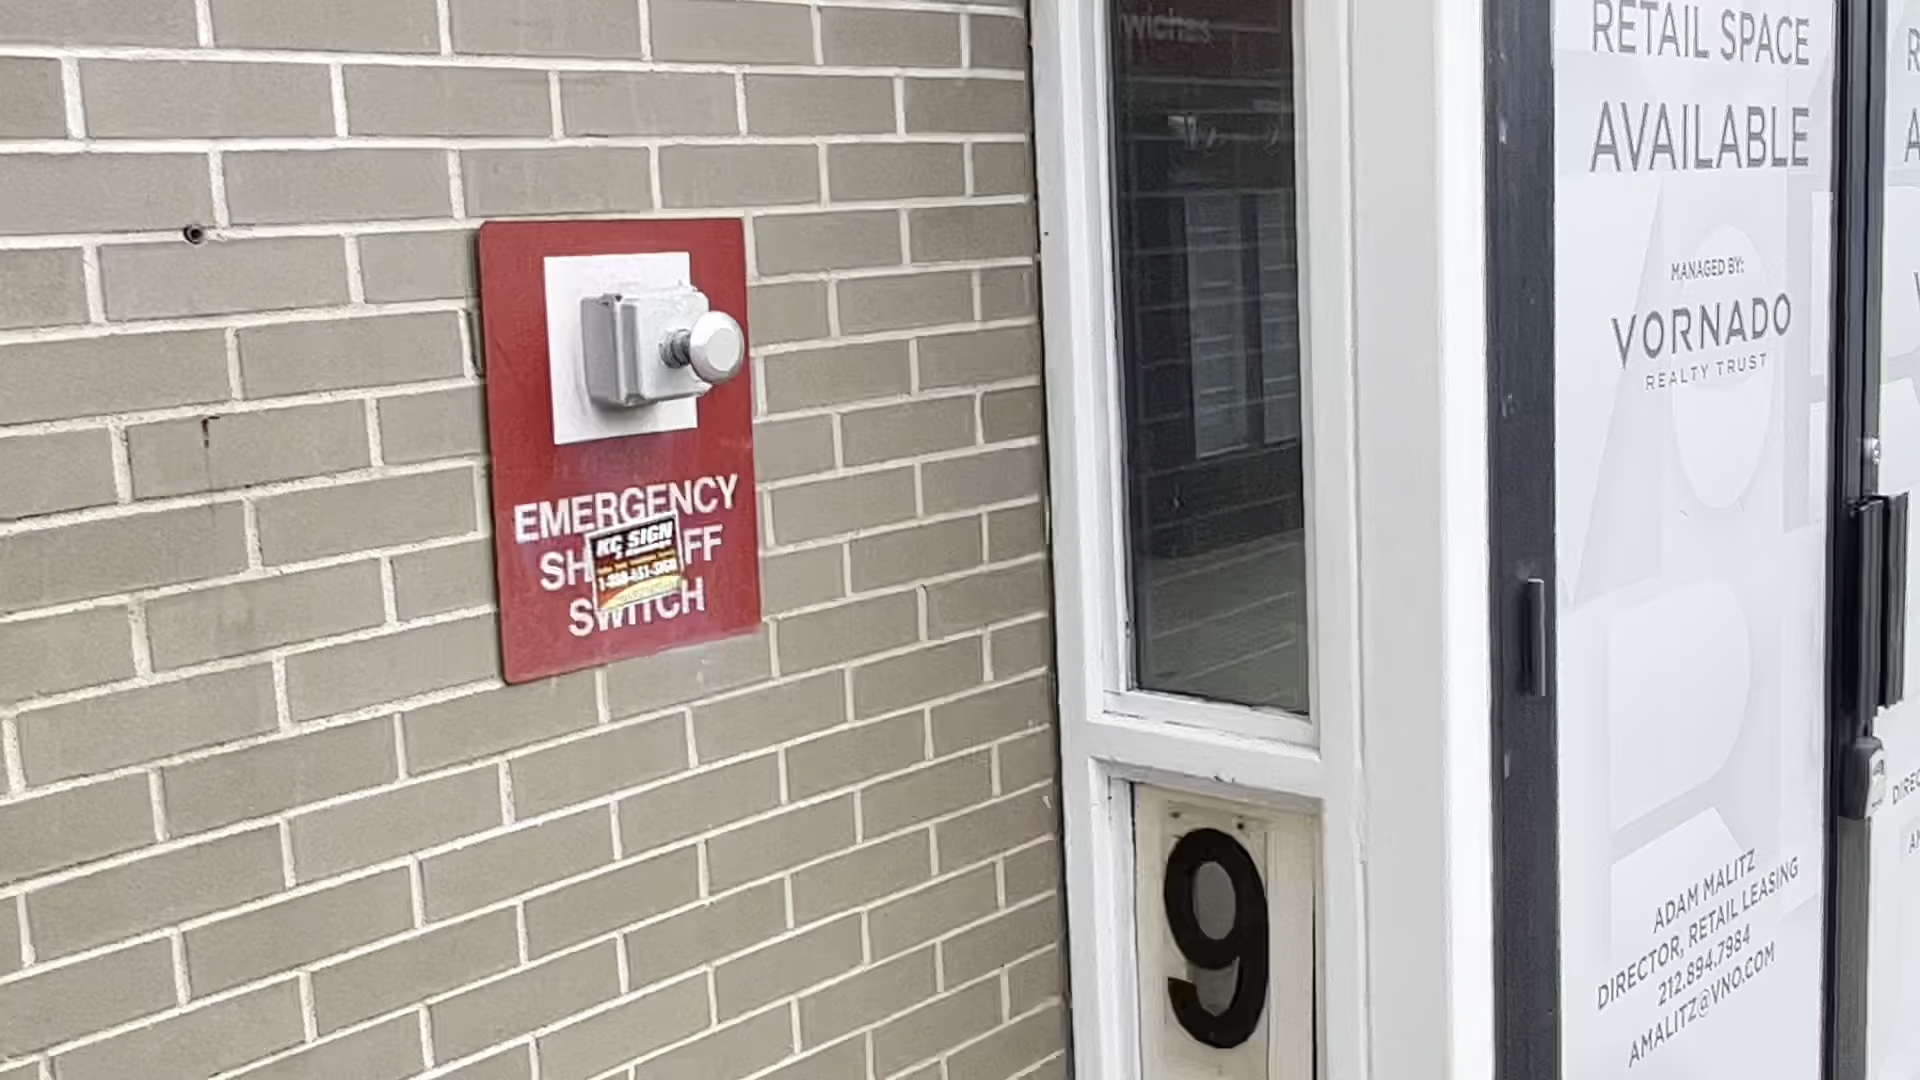 wiches
EMERGENCY
SH FF
SWITCH
KC SIGN
9
RETAIL SPACE
AVAILABLE
MANAGED BY:
VORNADO
REALTY TRUST
ADAM MALITZ
DIRECTOR, RETAIL LEASING
212.894.7984
AMALITZ@VNO.COM